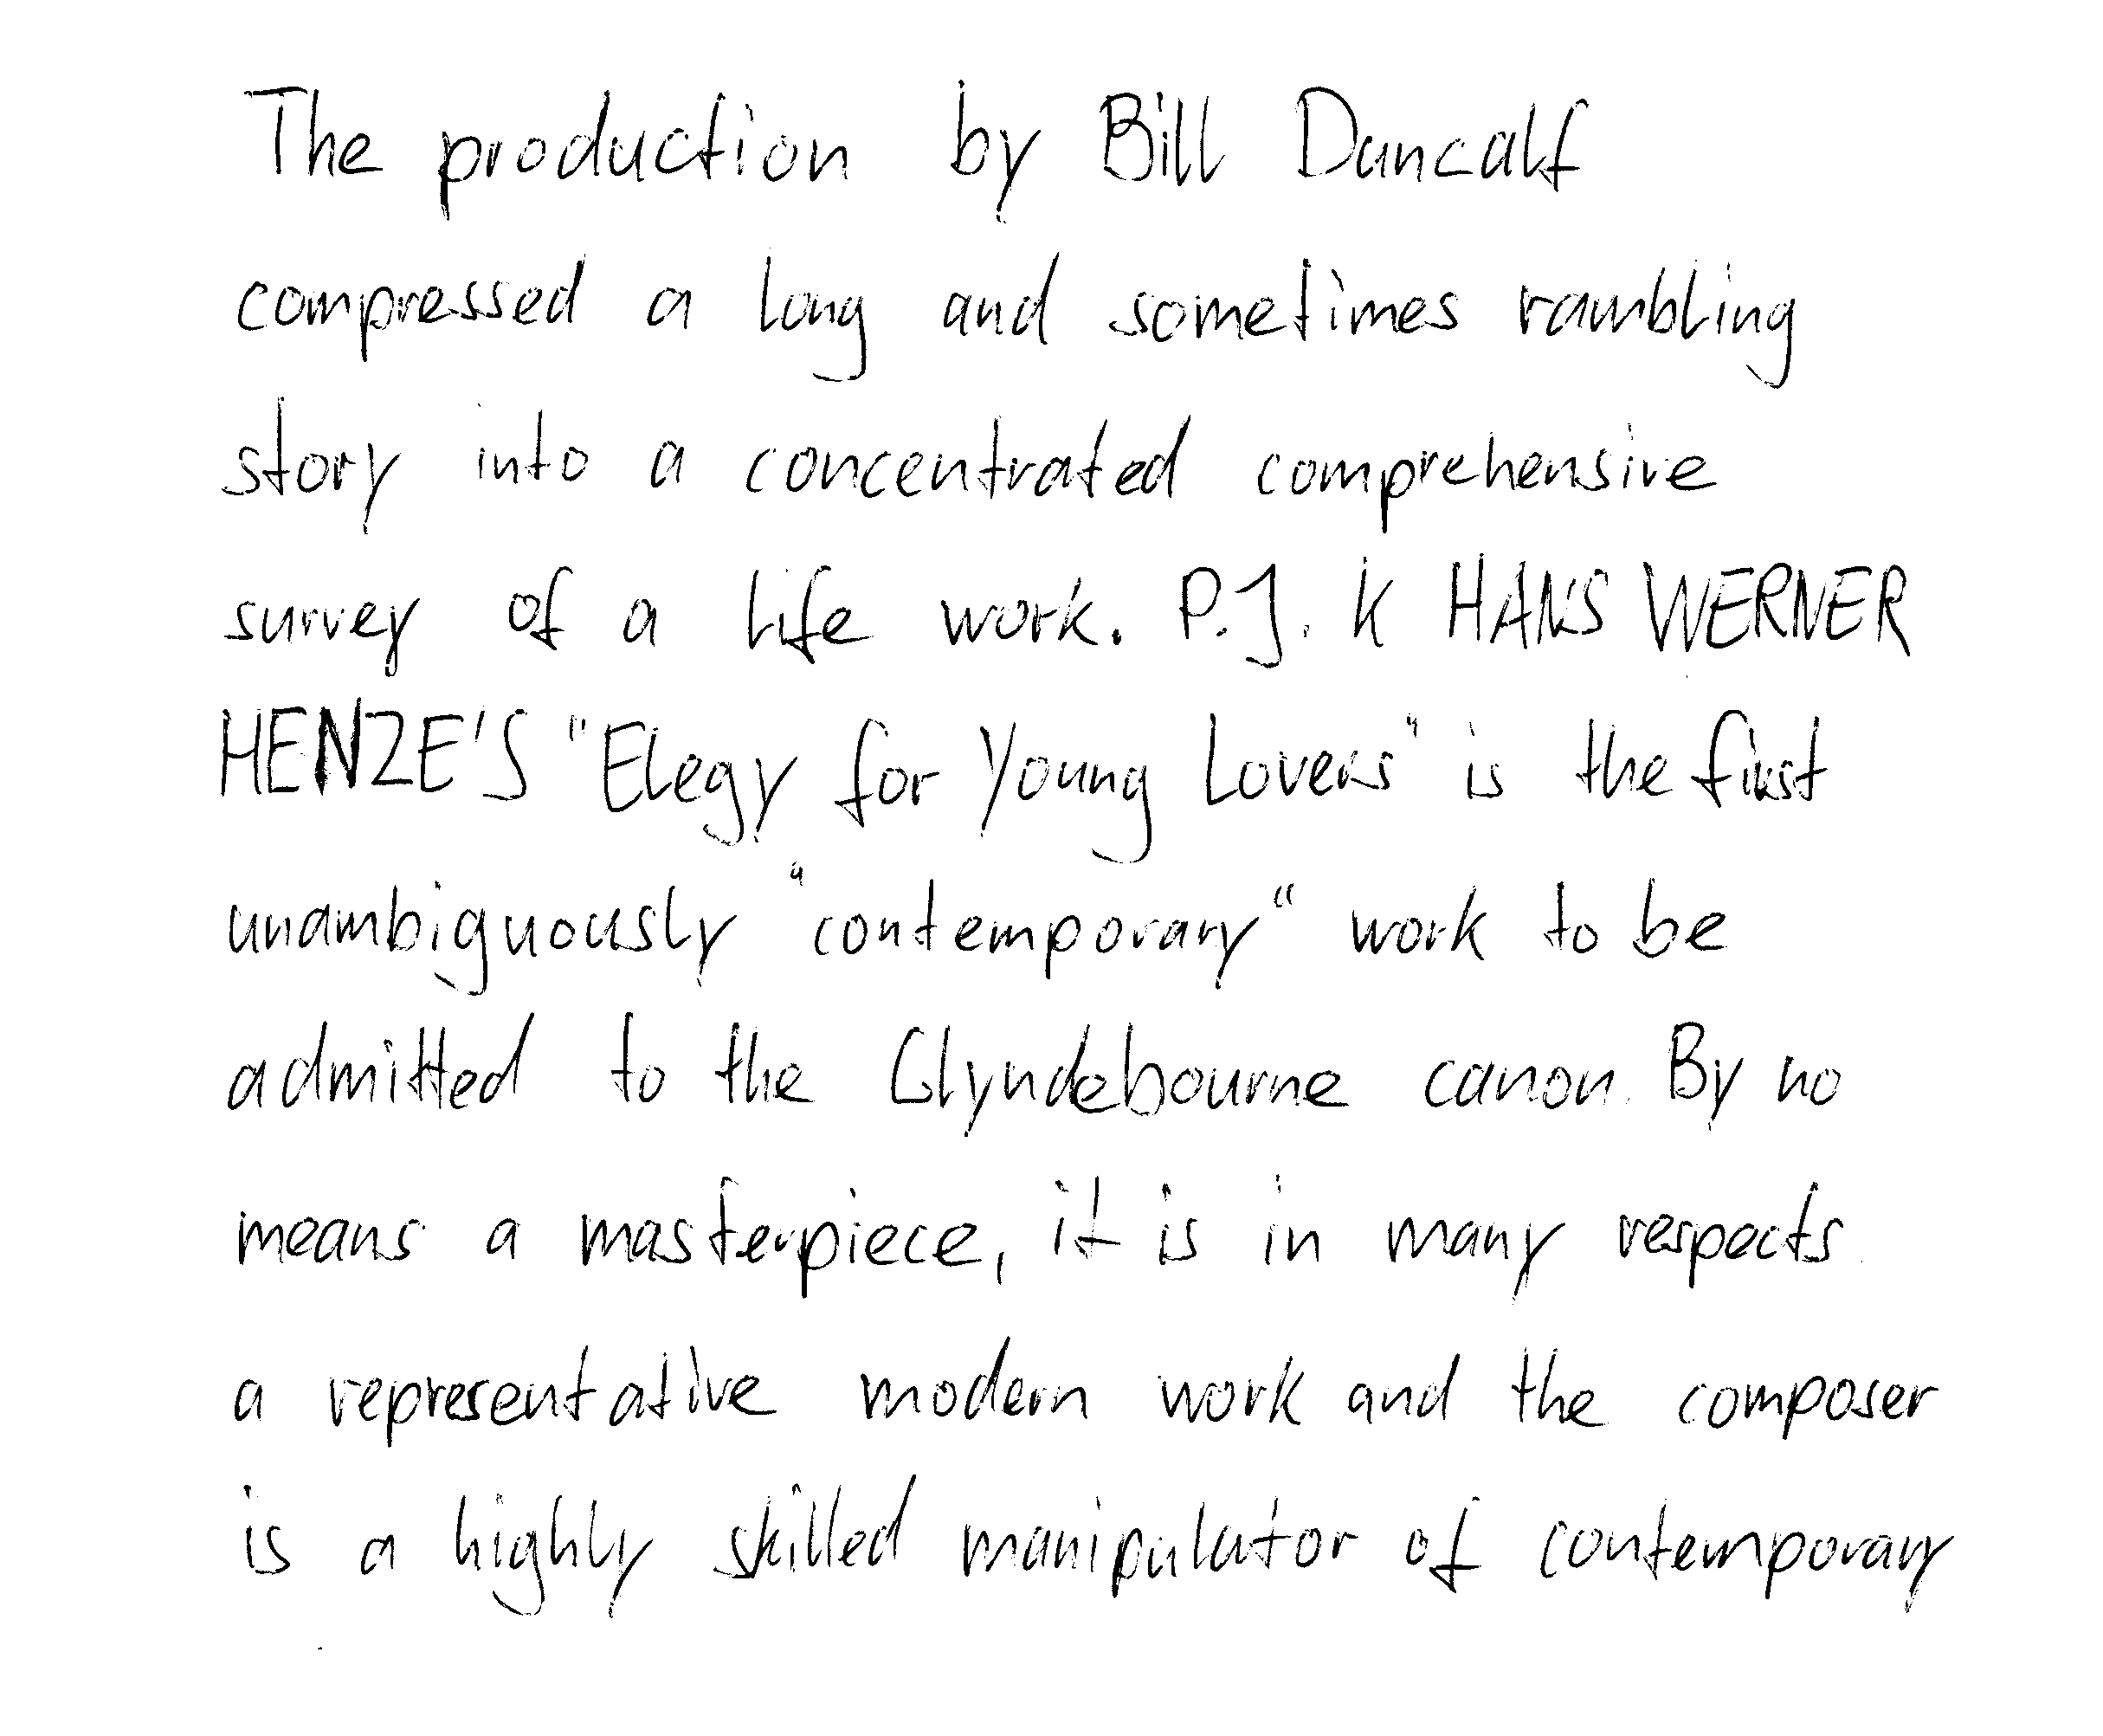 The production by Bill Duncalf
compressed a long and sometimes rambling
story into a concentrated comprehensive
survey of a life work. P.J. K HANS WERNER
HENZE'S "Elegy for Young Lovers" is the first
unambiguously "contemporary" work to be
admitted to the Glyndebourne canon. By no
means a masterpiece, it is in many respects
a representative modern work and the composer
is a highly skilled manipulator of contemporary